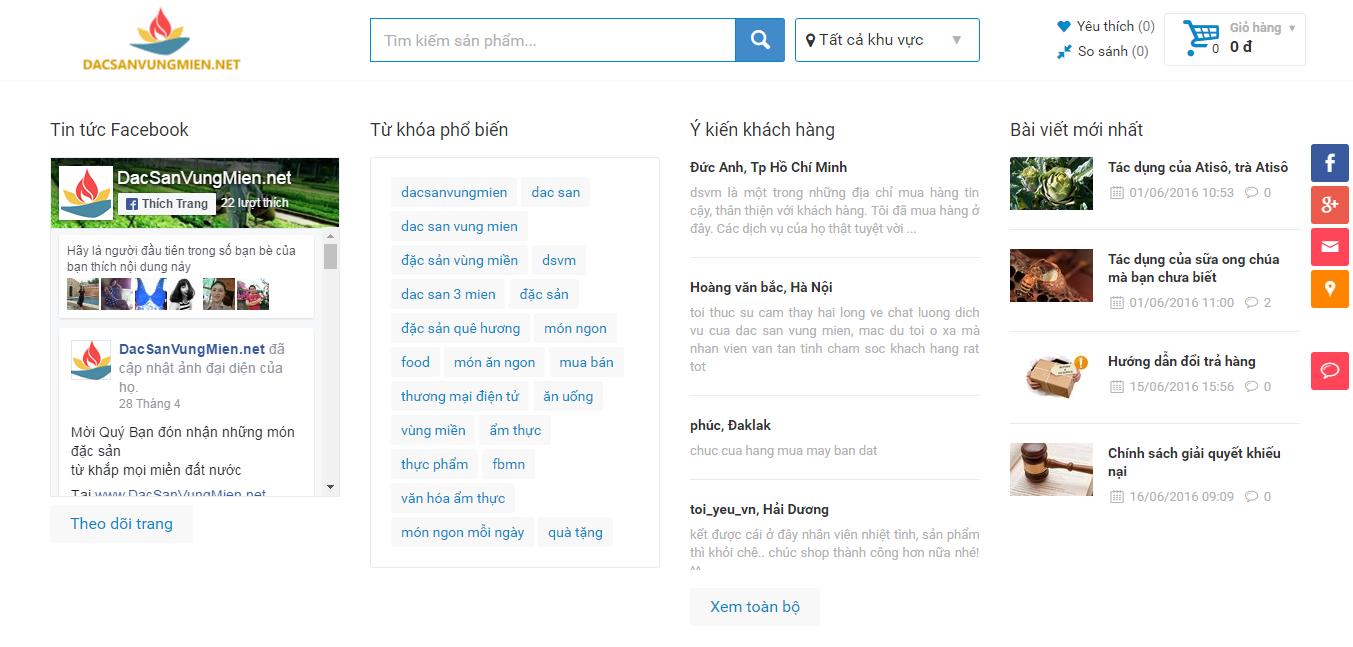 DACSANVUNGMIEN.NET
Tìm kiếm sản phẩm...
Tất cả khu vực
Yêu thích (0)
So sánh (0)
0
Giỏ hàng
0 đ
Tin tức Facebook
DacSanVungMien.net
Thích Trang
22 lượt thích
Hãy là người đầu tiên trong số bạn bè của
bạn thích nội dung này
DacSanVungMien.net đã
cập nhật ảnh đại diện của
họ.
28 Tháng 4
Mời Quý Bạn đón nhận những món
đặc sản
từ khắp mọi miền đất nước
Tại www.DacSanVungMien.net
Theo dõi trang
Từ khóa phổ biến
dacsanvungmien dac san
dac san vung mien
đặc sản vùng miền dsvm
dac san 3 mien đặc sản
đặc sản quê hương món ngon
food món ăn ngon mua bán
thương mại điện tử ăn uống
vùng miền ẩm thực
thực phẩm fbmn
văn hóa ẩm thực
món ngon mỗi ngày quà tặng
Ý kiến khách hàng
Đức Anh, Tp Hồ Chí Minh
dsvm là một trong những địa chỉ mua hàng tin
cậy, thân thiện với khách hàng. Tôi đã mua hàng ở
đây. Các dịch vụ của họ thật tuyệt vời ...
Hoàng văn bắc, Hà Nội
toi thuc su cam thay hai long ve chat luong dich
vu cua dac san vung mien, mac du toi o xa mà
nhan vien van tan tinh cham soc khach hang rat
tot
phúc, Đaklak
chuc cua hang mua may ban dat
toi_yeu_vn, Hải Dương
kết được cái ở đây nhân viên nhiệt tình, sản phẩm
thì khỏi chê.. chúc shop thành công hơn nữa nhé!
^^
Xem toàn bộ
Bài viết mới nhất
Tác dụng của Atisô, trà Atisô
01/06/2016 10:53 0
Tác dụng của sữa ong chúa
mà bạn chưa biết
01/06/2016 11:00 2
Hướng dẫn đổi trả hàng
15/06/2016 15:56 0
Chính sách giải quyết khiếu
nại
16/06/2016 09:09 0